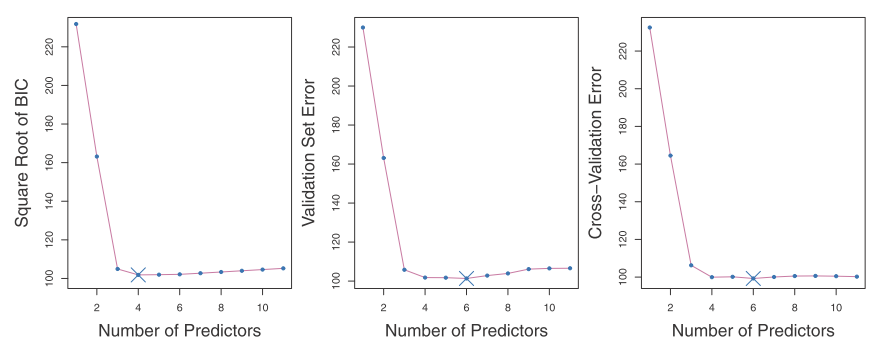 Square Root of BIC
100 120 140 160 180 200 220
2 4 6 8 10
Number of Predictors
Validation Set Error
100 120 140 160 180 200 220
2 4 6 8 10
Number of Predictors
Cross−Validation Error
100 120 140 160 180 200 220
2 4 6 8 10
Number of Predictors